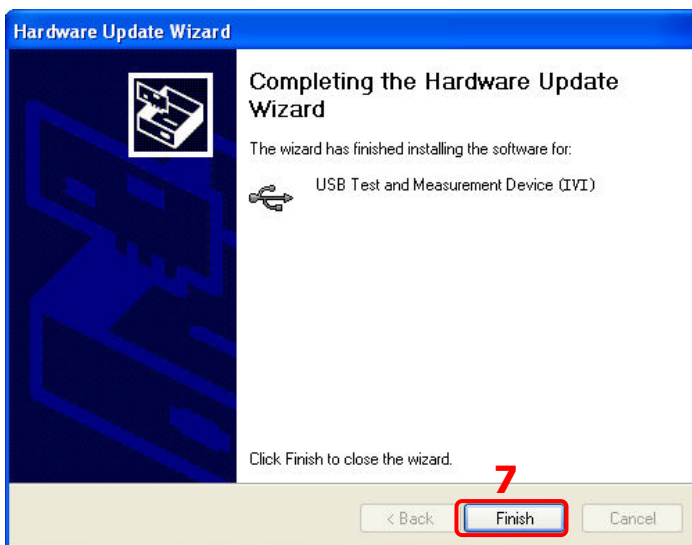 Hardware Update Wizard
Completing the Hardware Update
Wizard
The wizard has finished installing the software for:
USB Test and Measurement Device (IVI)
Click Finish to close the wizard.
7
< Back Finish Cancel